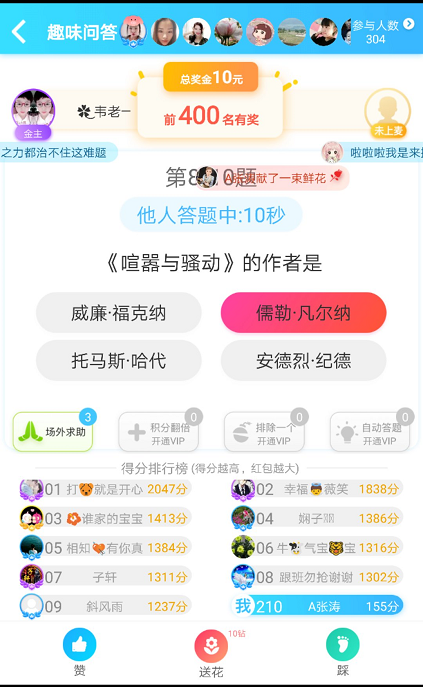 趣味问答
参与人数
304
总奖金10元
前400名有奖
金主
韦老一
未上麦
之力都治不住这难题
啦啦啦我是来挑
献了一束鲜花
他人答题中:10秒
《喧嚣与骚动》的作者是
威廉·福克纳
儒勒·凡尔纳
托马斯·哈代
安德烈·纪德
场外求助
3
积分翻倍
开通VIP
0
排除一个
开通VIP
0
自动答题
开通VIP
0
得分排行榜 (得分越高，红包越大)
01 打🐯就是开心 2047分
02 幸福👼薇笑 1838分
03 🌺谁家的宝宝 1413分
04 娴子 1386分
05 相知💘有你真 1384分
06 牛🐮气宝🐯宝 1316分
07 子轩 1311分
08 跟班勿抢谢谢 1302分
09 斜风雨 1237分
我 210 A张涛 155分
赞
10钻
送花
踩